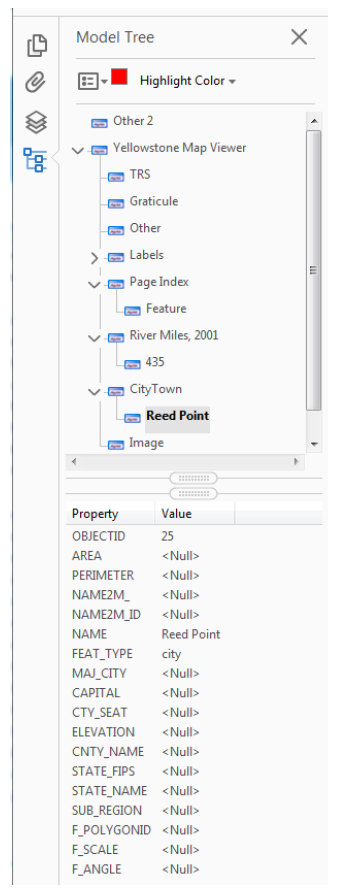 Model Tree
Highlight Color
Other 2
Yellowstone Map Viewer
TRS
Graticule
Other
Labels
Page Index
Feature
River Miles, 2001
435
CityTown
Reed Point
Image
Property Value
OBJECTID 25
AREA <Null>
PERIMETER <Null>
NAME2M_ <Null>
NAME2M_ID <Null>
NAME Reed Point
FEAT_TYPE city
MAJ_CITY <Null>
CAPITAL <Null>
CTY_SEAT <Null>
ELEVATION <Null>
CNTY_NAME <Null>
STATE_FIPS <Null>
STATE_NAME <Null>
SUB_REGION <Null>
F_POLYGONID <Null>
F_SCALE <Null>
F_ANGLE <Null>